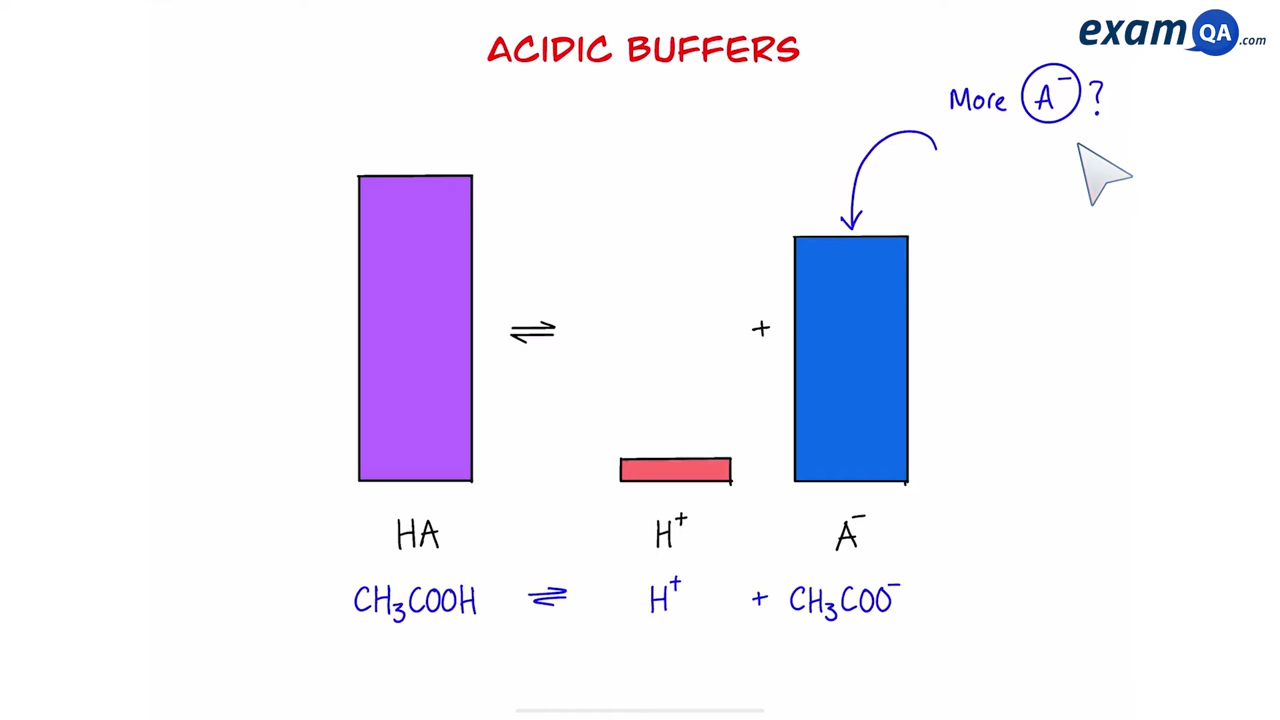 ACIDIC BUFFERS
examQA.com
More A⁻?
⇌ +
HA H⁺ A⁻
CH₃COOH ⇌ H⁺ + CH₃COO⁻